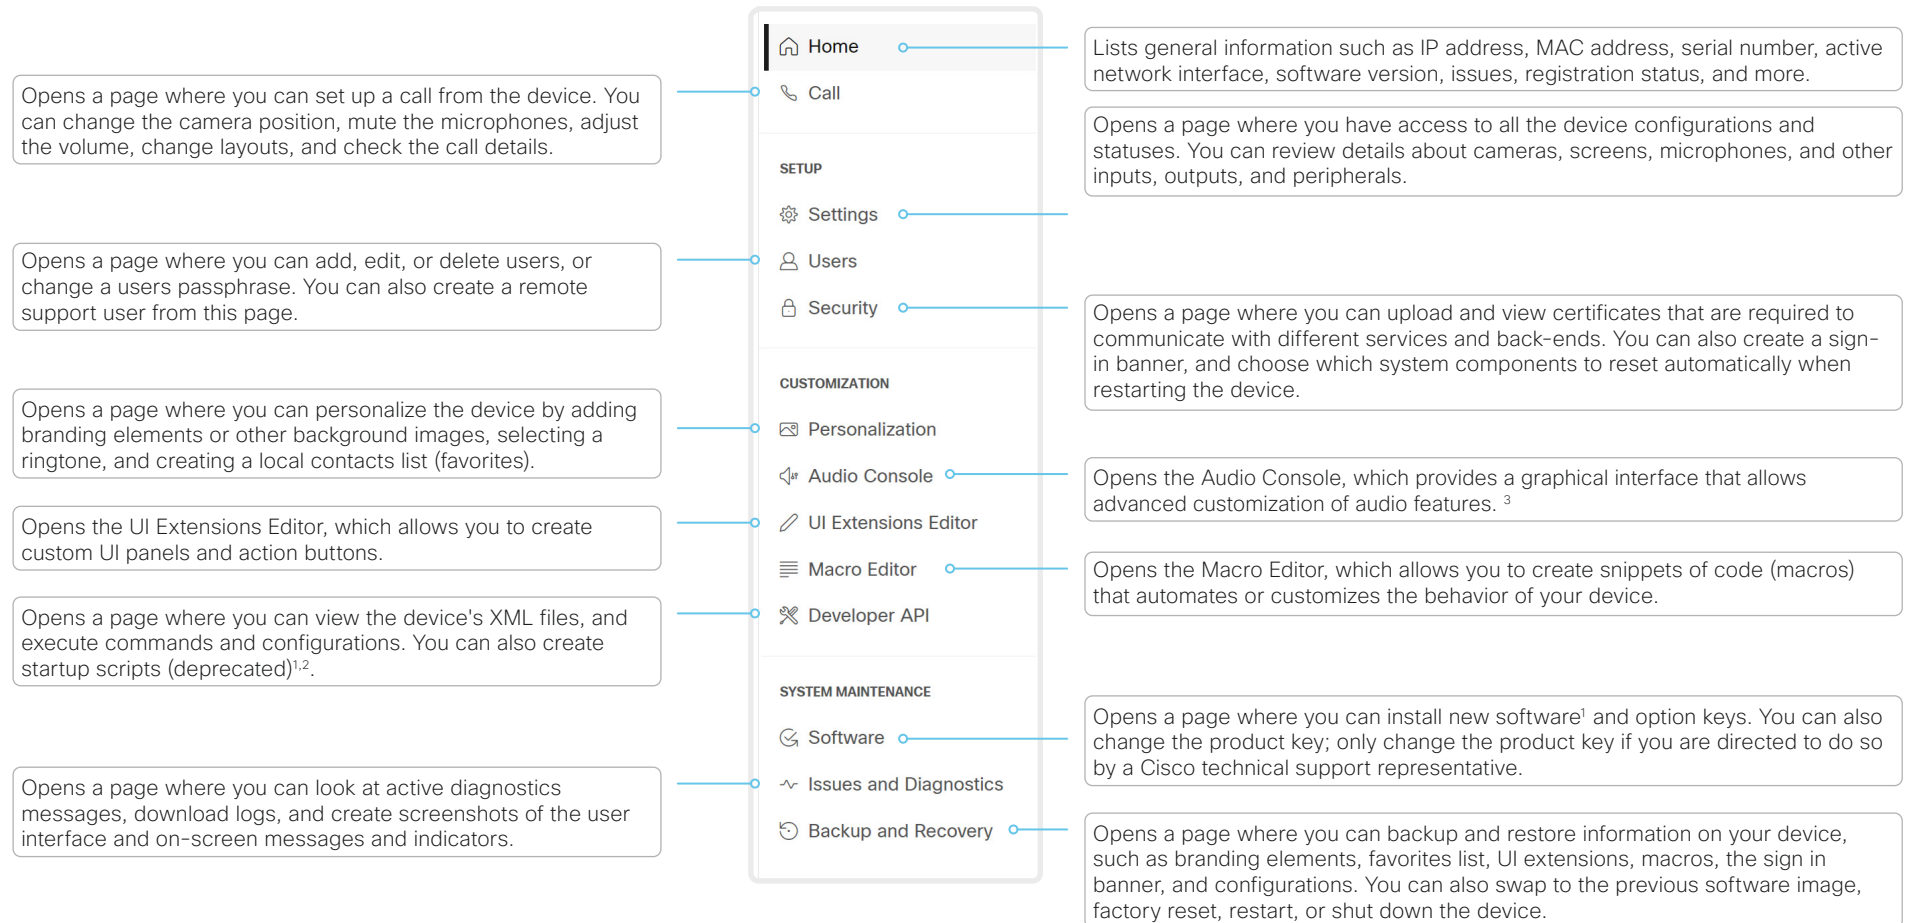 Home
Lists general information such as IP address, MAC address, serial number, active
network interface, software version, issues, registration status, and more.
Opens a page where you can set up a call from the device. You
can change the camera position, mute the microphones, adjust
the volume, change layouts, and check the call details.
Call
Opens a page where you have access to all the device configurations and
statuses. You can review details about cameras, screens, microphones, and other
inputs, outputs, and peripherals.
SETUP
Settings
Opens a page where you can add, edit, or delete users, or
change a users passphrase. You can also create a remote
support user from this page.
Users
Security
Opens a page where you can upload and view certificates that are required to
communicate with different services and back-ends. You can also create a sign-
in banner, and choose which system components to reset automatically when
restarting the device.
CUSTOMIZATION
Opens a page where you can personalize the device by adding
branding elements or other background images, selecting a
ringtone, and creating a local contacts list (favorites).
Personalization
Audio Console
Opens the Audio Console, which provides a graphical interface that allows
advanced customization of audio features. 3
Opens the UI Extensions Editor, which allows you to create
custom UI panels and action buttons.
UI Extensions Editor
Macro Editor
Opens the Macro Editor, which allows you to create snippets of code (macros)
that automates or customizes the behavior of your device.
Opens a page where you can view the device's XML files, and
execute commands and configurations. You can also create
startup scripts (deprecated)1,2.
Developer API
SYSTEM MAINTENANCE
Software
Opens a page where you can install new software1 and option keys. You can also
change the product key; only change the product key if you are directed to do so
by a Cisco technical support representative.
Opens a page where you can look at active diagnostics
messages, download logs, and create screenshots of the user
interface and on-screen messages and indicators.
Issues and Diagnostics
Backup and Recovery
Opens a page where you can backup and restore information on your device,
such as branding elements, favorites list, UI extensions, macros, the sign in
banner, and configurations. You can also swap to the previous software image,
factory reset, restart, or shut down the device.